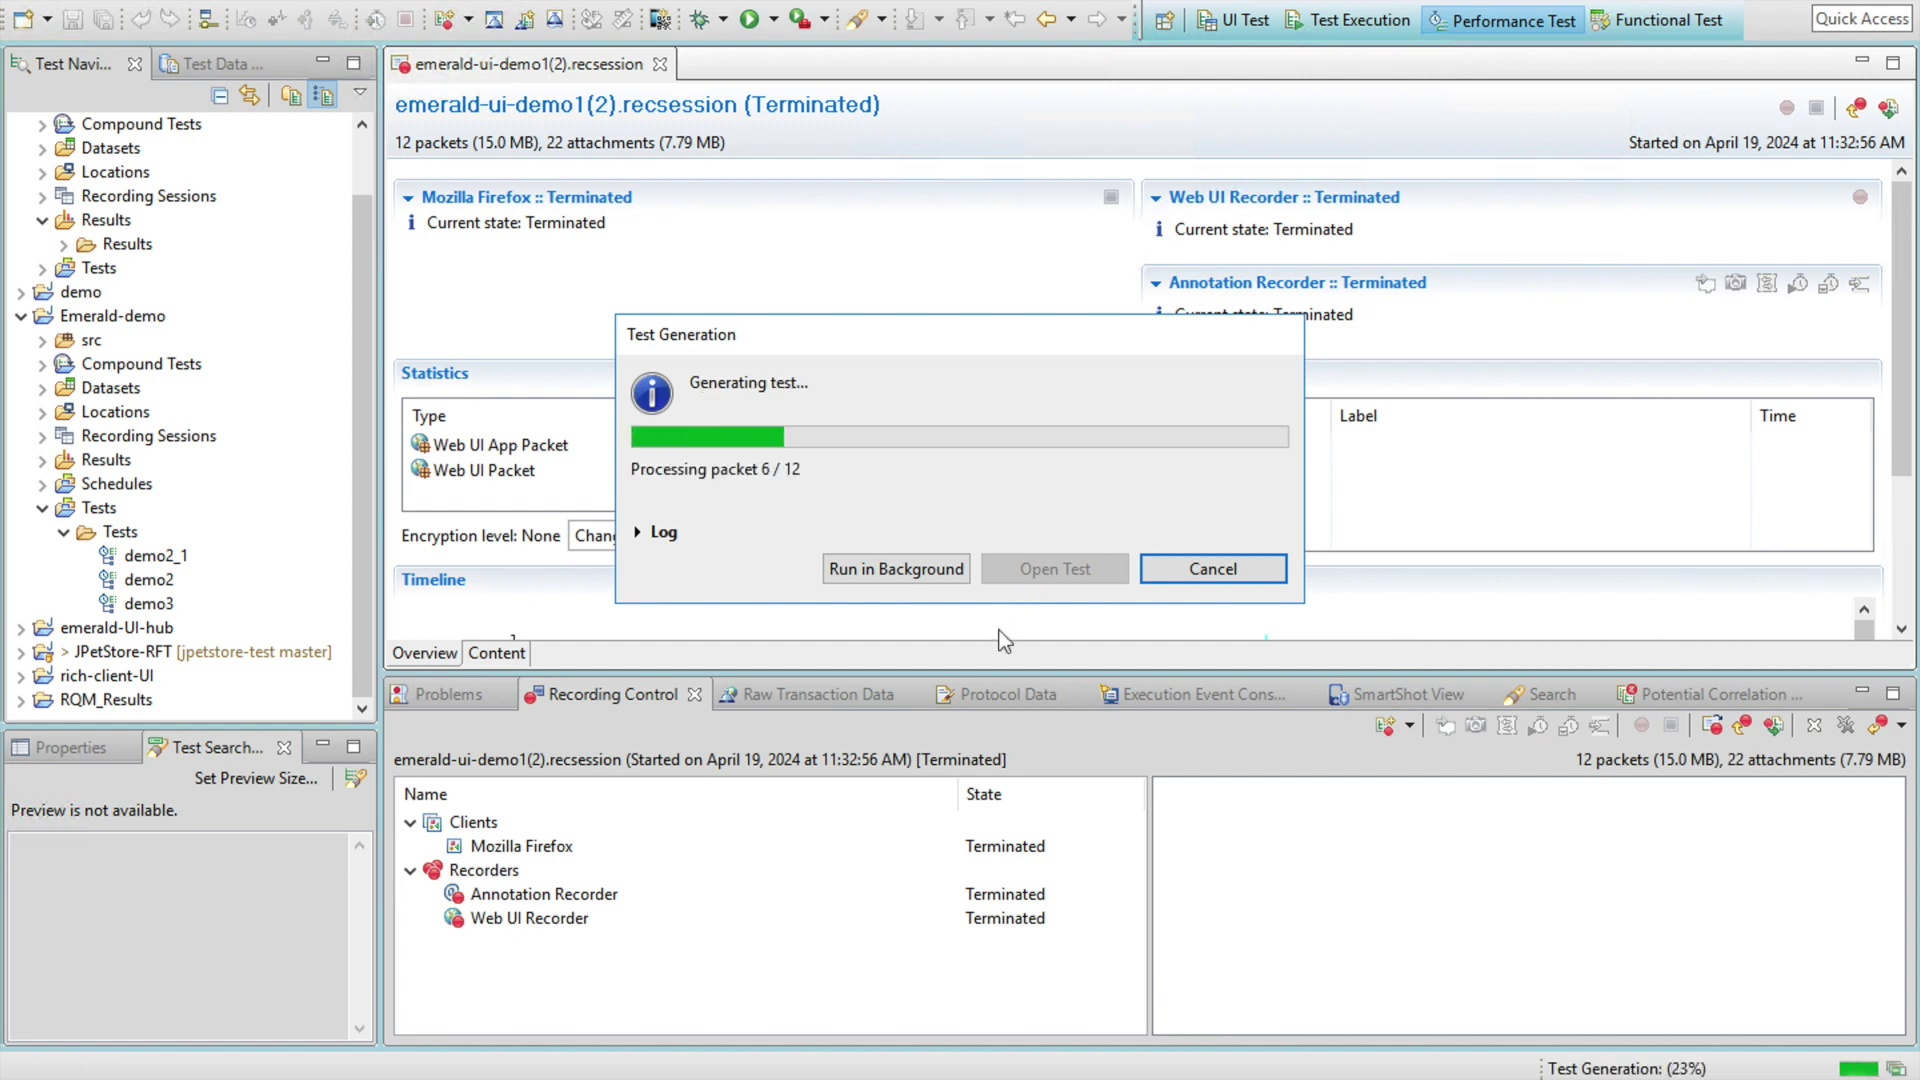 UI Test
Test Execution
Performance Test
Functional Test
Quick Access
Test Navi...
Test Data ...
Compound Tests
Datasets
Locations
Recording Sessions
Results
Results
Tests
demo
Emerald-demo
src
Compound Tests
Datasets
Locations
Recording Sessions
Results
Schedules
Tests
Tests
demo2_1
demo2
demo3
emerald-UI-hub
> JPetStore-RFT [jpetstore-test master]
rich-client-UI
RQM_Results
Properties
Test Search...
Set Preview Size...
Preview is not available.
emerald-ui-demo1(2).recsession
emerald-ui-demo1(2).recsession (Terminated)
12 packets (15.0 MB), 22 attachments (7.79 MB)
Started on April 19, 2024 at 11:32:56 AM
Mozilla Firefox :: Terminated
Current state: Terminated
Web UI Recorder :: Terminated
Current state: Terminated
Annotation Recorder :: Terminated
Current state: Terminated
Statistics
Type
Web UI App Packet
Web UI Packet
Label
Time
Encryption level: None
Timeline
Test Generation
Generating test...
Processing packet 6 / 12
Log
Run in Background
Open Test
Cancel
Overview
Content
Problems
Recording Control
Raw Transaction Data
Protocol Data
Execution Event Cons...
SmartShot View
Search
Potential Correlation ...
emerald-ui-demo1(2).recsession (Started on April 19, 2024 at 11:32:56 AM) [Terminated]
12 packets (15.0 MB), 22 attachments (7.79 MB)
Name
State
Clients
Mozilla Firefox
Terminated
Recorders
Annotation Recorder
Terminated
Web UI Recorder
Terminated
Test Generation: (23%)